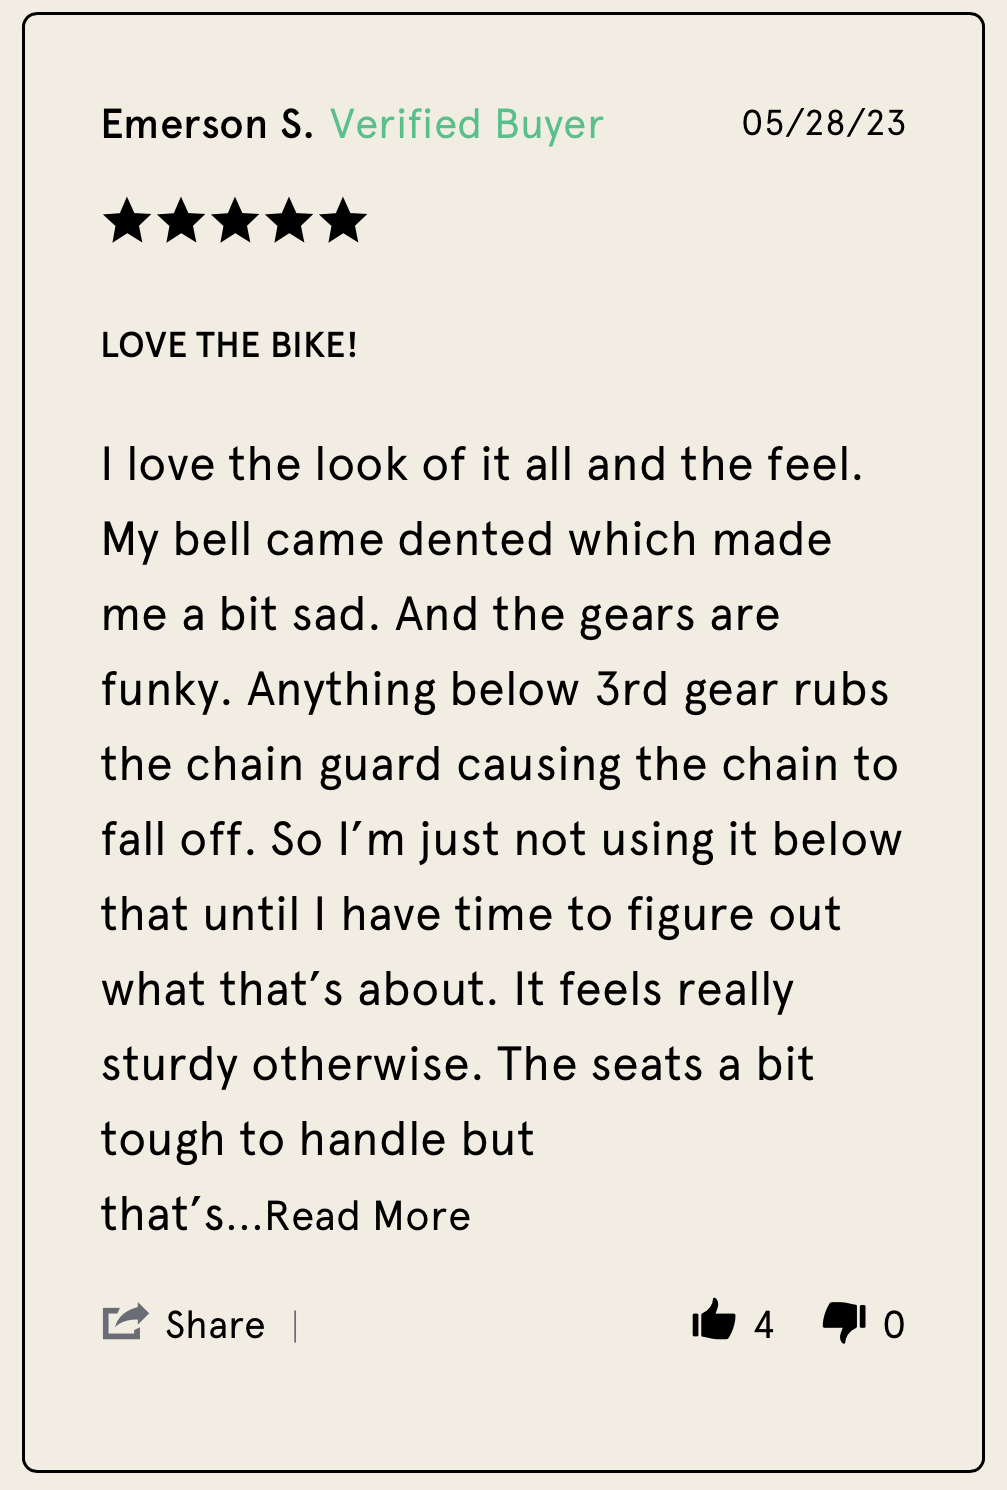 Emerson S. Verified Buyer 05/28/23
LOVE THE BIKE!
I love the look of it all and the feel.
My bell came dented which made
me a bit sad. And the gears are
funky. Anything below 3rd gear rubs
the chain guard causing the chain to
fall off. So I’m just not using it below
that until I have time to figure out
what that’s about. It feels really
sturdy otherwise. The seats a bit
tough to handle but
that’s...Read More
Share | 4 0